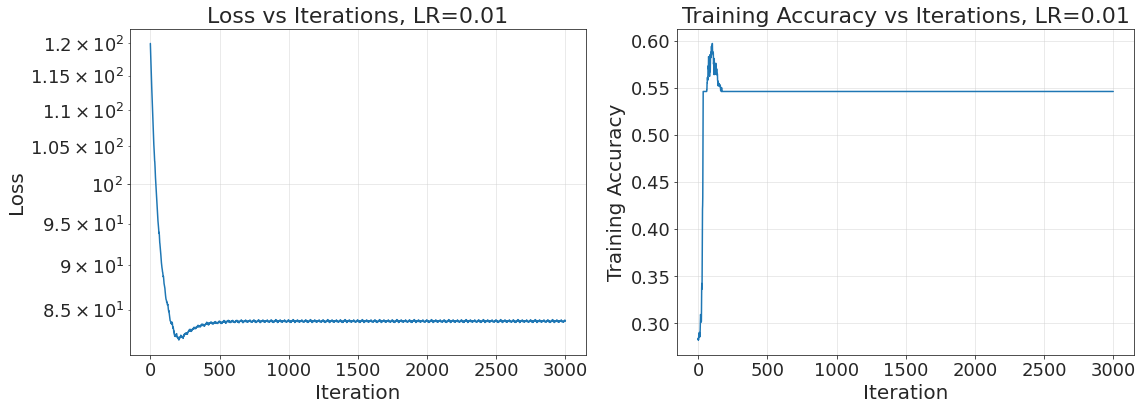 Loss vs Iterations, LR=0.01
1.2 × 10²
1.15 × 10²
1.1 × 10²
1.05 × 10²
10²
9.5 × 10¹
9 × 10¹
8.5 × 10¹
Loss
0 500 1000 1500 2000 2500 3000
Iteration
Training Accuracy vs Iterations, LR=0.01
0.60
0.55
0.50
0.45
0.40
0.35
0.30
Training Accuracy
0 500 1000 1500 2000 2500 3000
Iteration